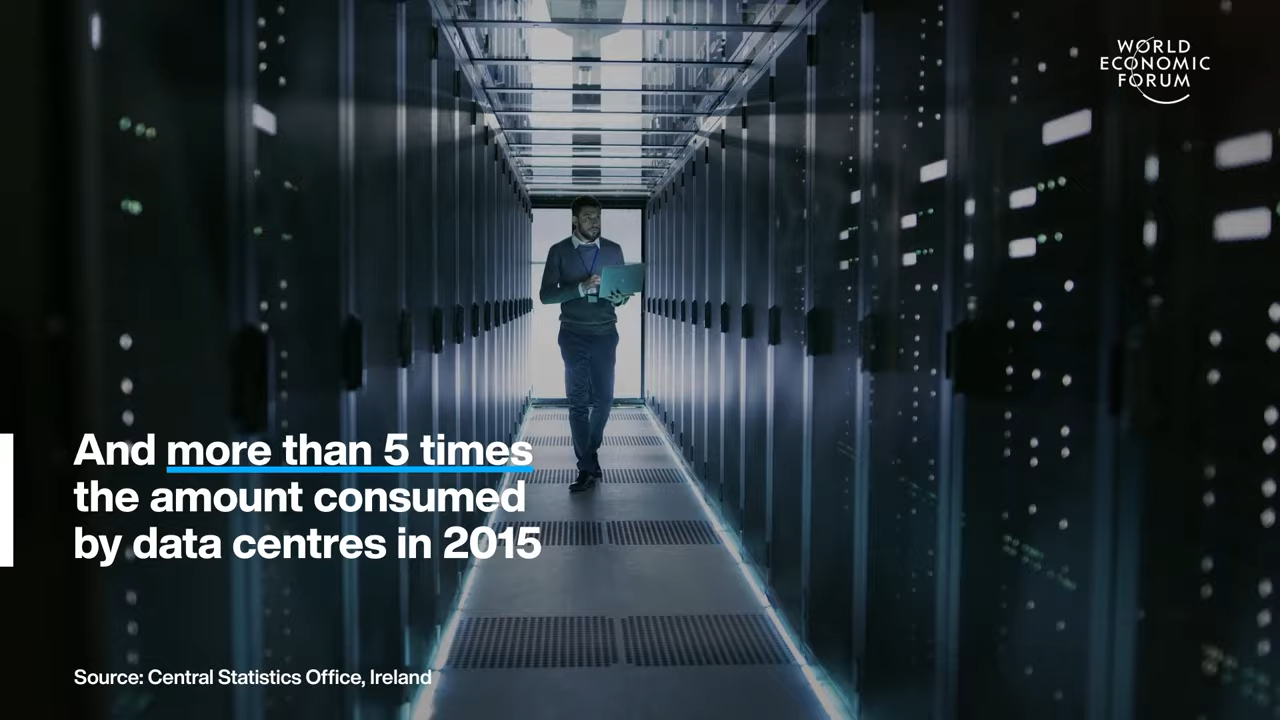 WORLD
ECONOMIC
FORUM
And more than 5 times
the amount consumed
by data centres in 2015
Source: Central Statistics Office, Ireland